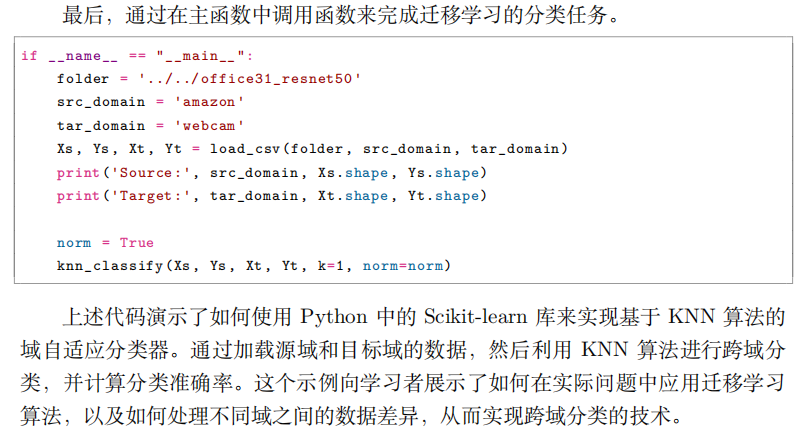 最后，通过在主函数中调用函数来完成迁移学习的分类任务。
if __name__ == "__main__":
    folder = '../../office31_resnet50'
    src_domain = 'amazon'
    tar_domain = 'webcam'
    Xs, Ys, Xt, Yt = load_csv(folder, src_domain, tar_domain)
    print('Source:', src_domain, Xs.shape, Ys.shape)
    print('Target:', tar_domain, Xt.shape, Yt.shape)
    norm = True
    knn_classify(Xs, Ys, Xt, Yt, k=1, norm=norm)
上述代码演示了如何使用 Python 中的 Scikit-learn 库来实现基于 KNN 算法的
域自适应分类器。通过加载源域和目标域的数据，然后利用 KNN 算法进行跨域分
类，并计算分类准确率。这个示例向学习者展示了如何在实际问题中应用迁移学习
算法，以及如何处理不同域之间的数据差异，从而实现跨域分类的技术。